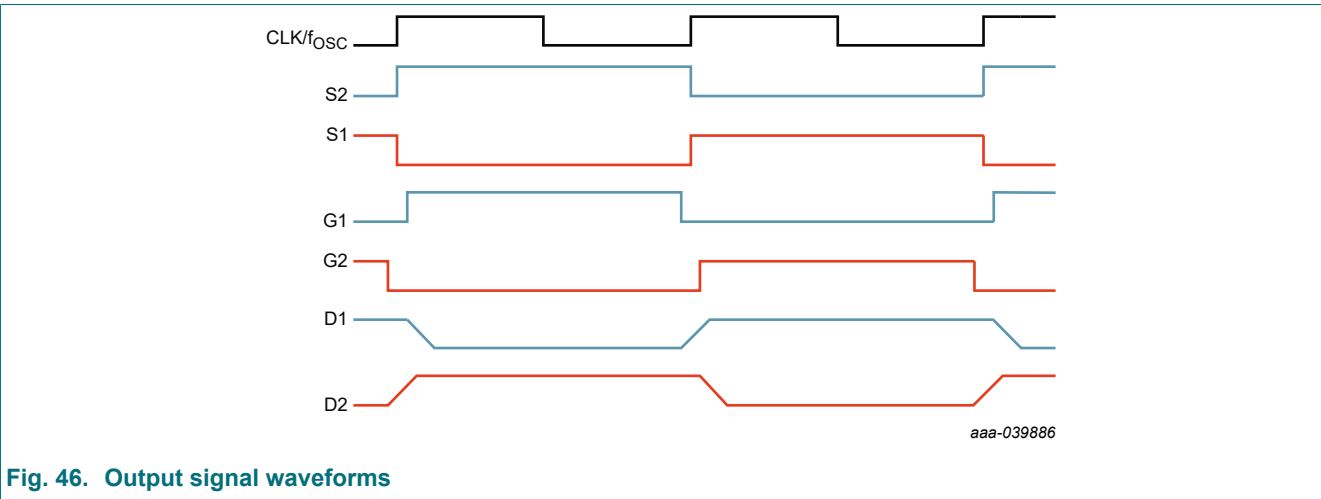 CLK/fOSC
S2
S1
G1
G2
D1
D2
aaa-039886
Fig. 46. Output signal waveforms